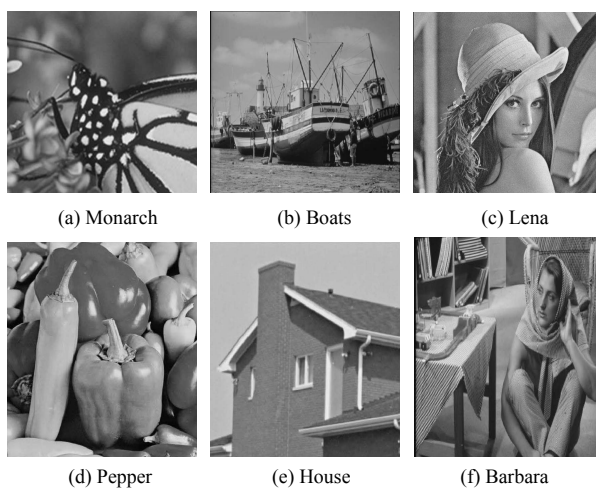 (a) Monarch
(b) Boats
(c) Lena
(d) Pepper
(e) House
(f) Barbara